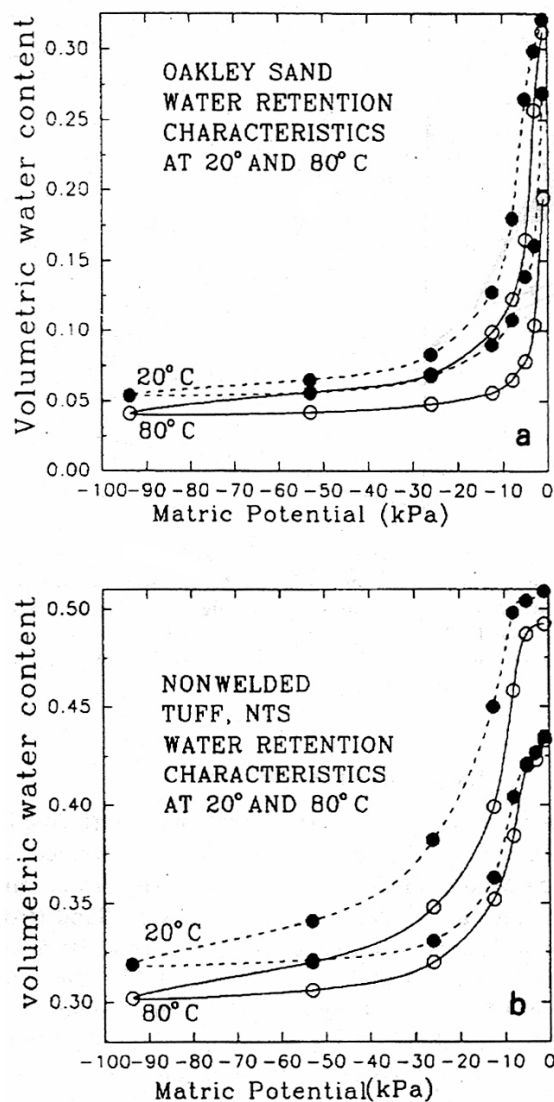 0.30
0.25
0.20
0.15
0.10
0.05
0.00
Volumetric water content
OAKLEY SAND
WATER RETENTION
CHARACTERISTICS
AT 20° AND 80°C
20°C
80°C
a
-100-90 -80 -70 -60 -50 -40 -30 -20 -10 0
Matric Potential (kPa)
0.50
0.45
0.40
0.35
0.30
volumetric water content
NONWELDED
TUFF, NTS
WATER RETENTION
CHARACTERISTICS
AT 20° AND 80°C
20°C
80°C
b
-100-90 -80 -70 -60 -50 -40 -30 -20 -10 0
Matric Potential(kPa)